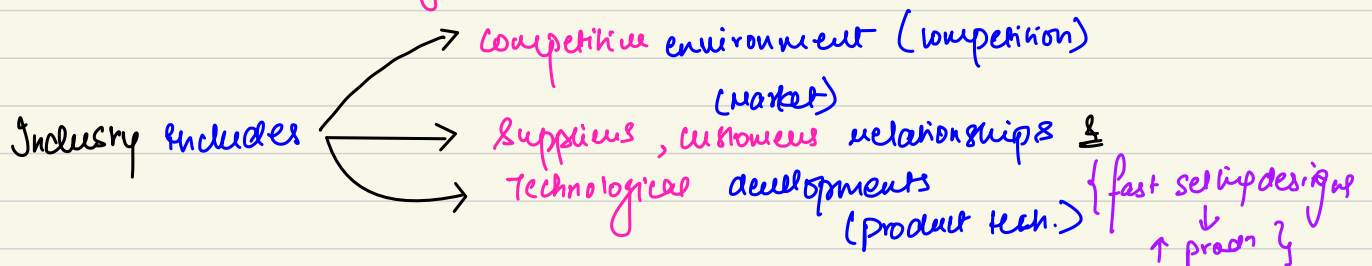 competitive environment (competition)
(market)
Industry includes
suppliers, customers relationships &
Technological developments
{fast selling designs
(product tech.)
↓
↑ prodn }